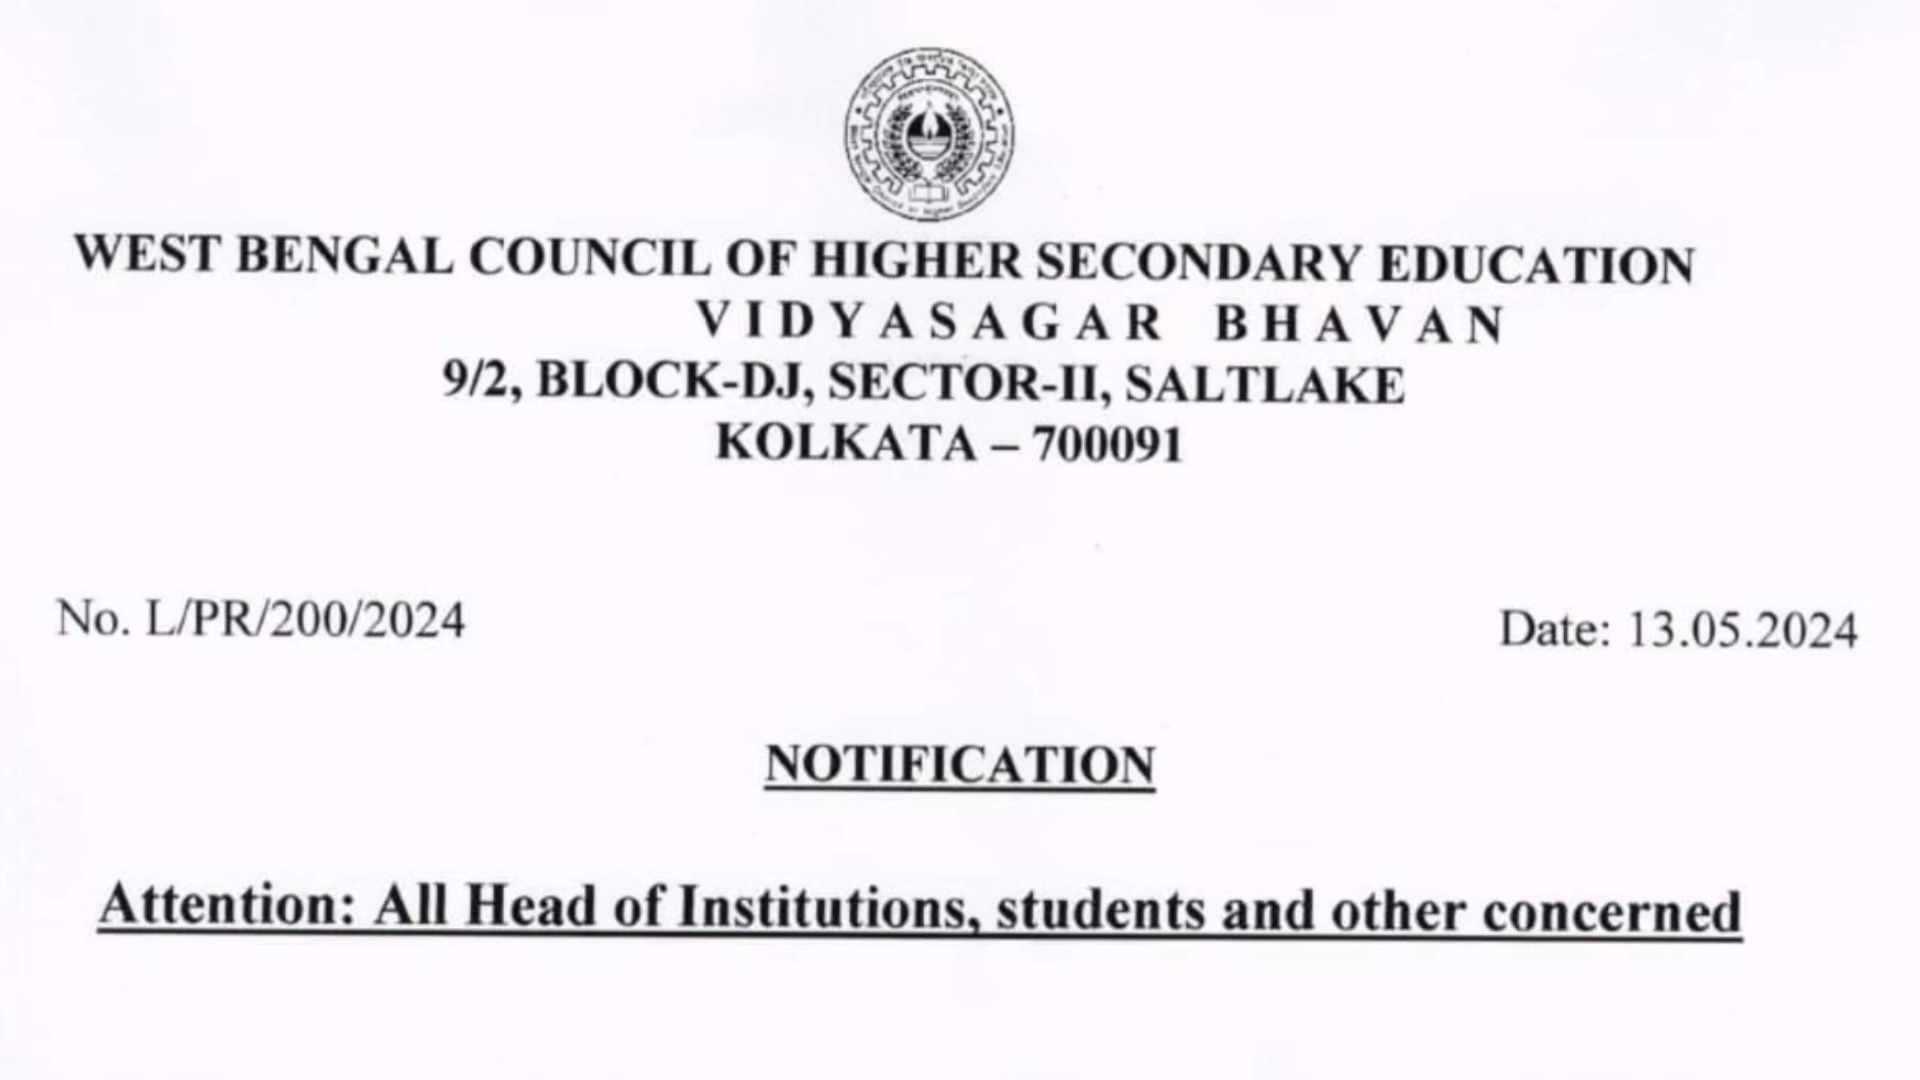 WEST BENGAL COUNCIL OF HIGHER SECONDARY EDUCATION
VIDYASAGAR BHAVAN
9/2, BLOCK-DJ, SECTOR-II, SALTLAKE
KOLKATA – 700091
No. L/PR/200/2024
Date: 13.05.2024
NOTIFICATION
Attention: All Head of Institutions, students and other concerned